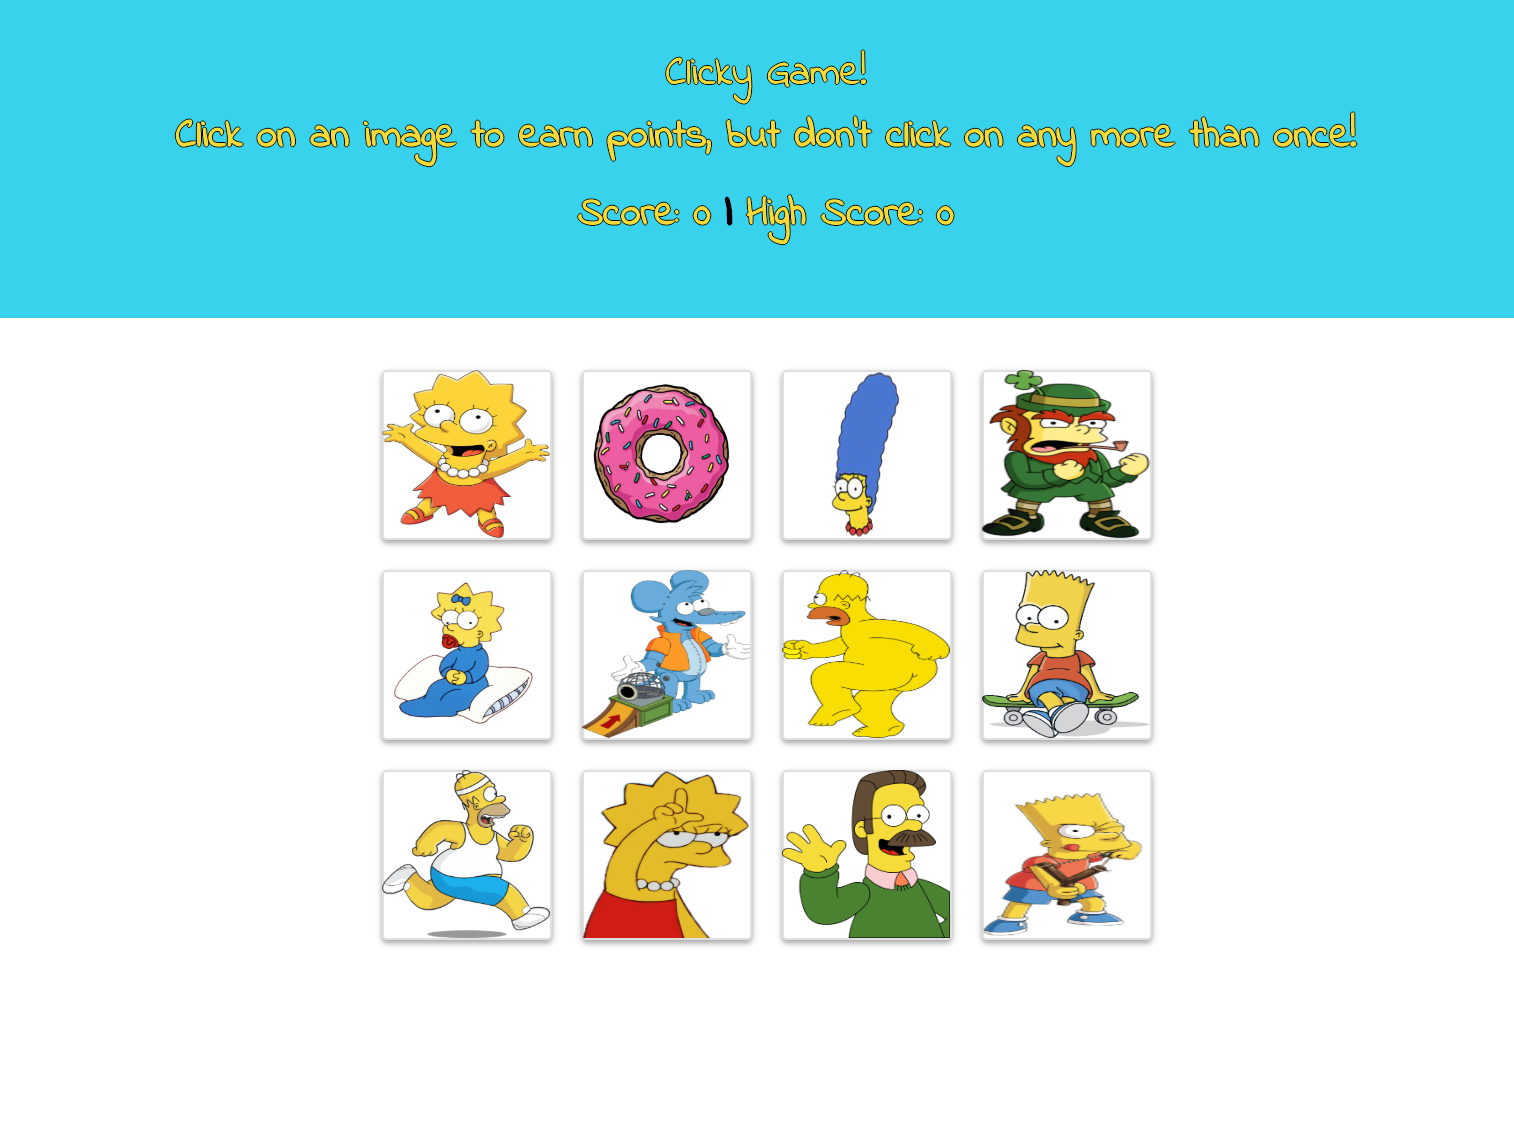 Clicky Game!
Click on an image to earn points, but don't click on any more than once!
Score: 0 | High Score: 0